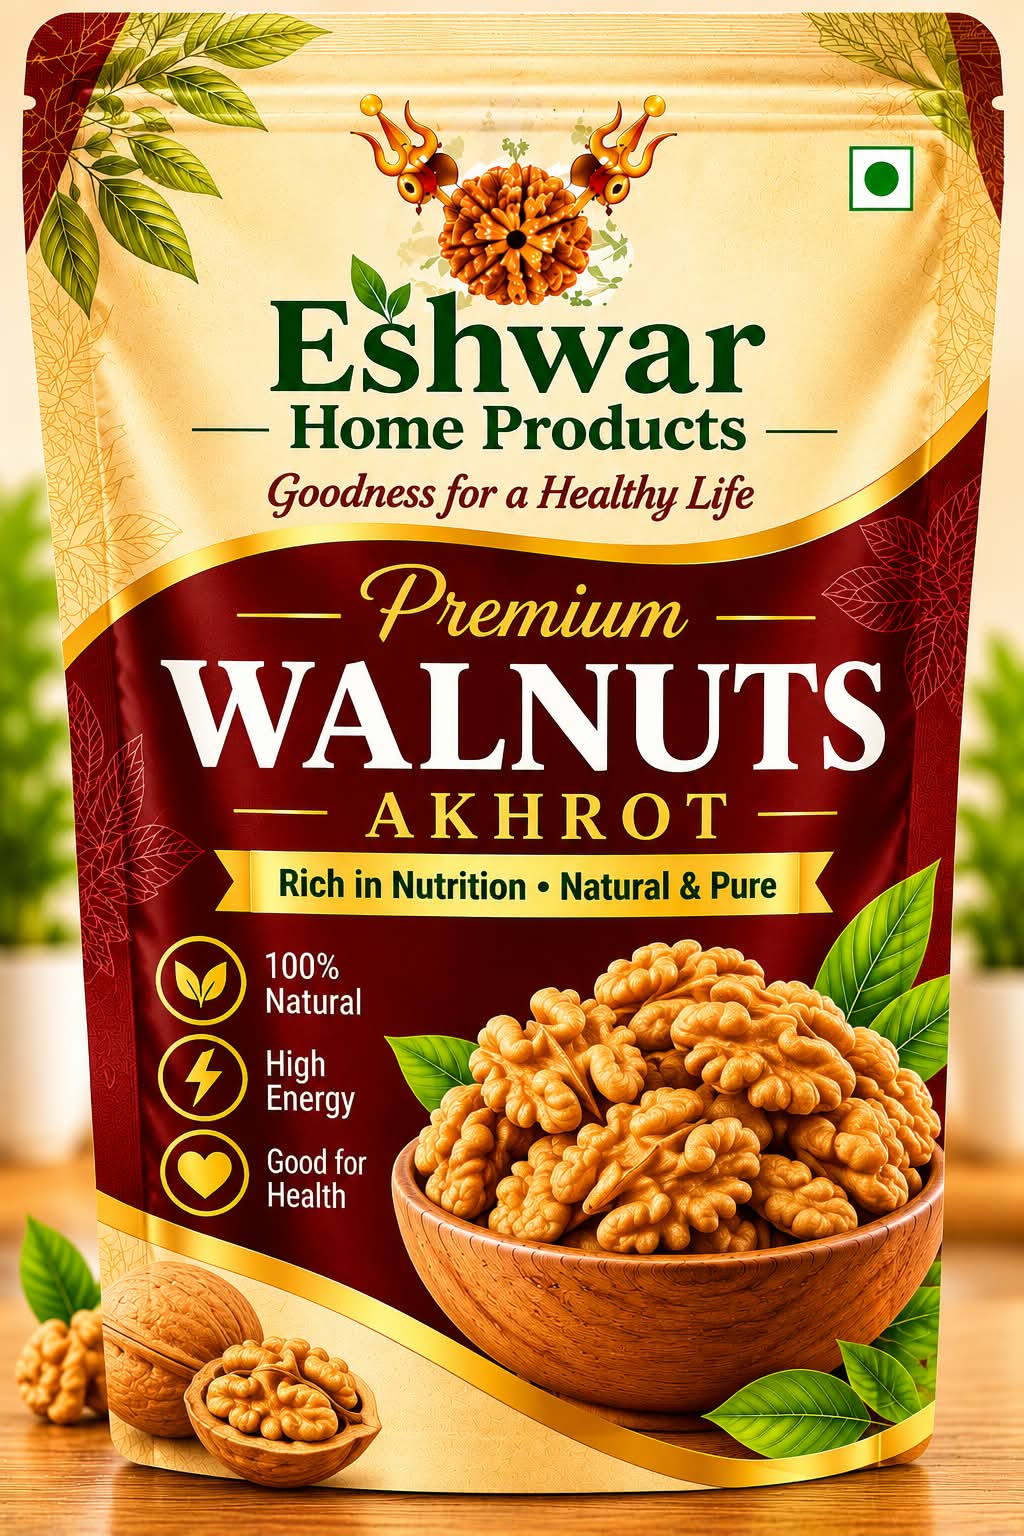 Eshwar
Home Products
Goodness for a Healthy Life
Premium
WALNUTS
AKHROT
Rich in Nutrition • Natural & Pure
100%
Natural
High
Energy
Good for
Health